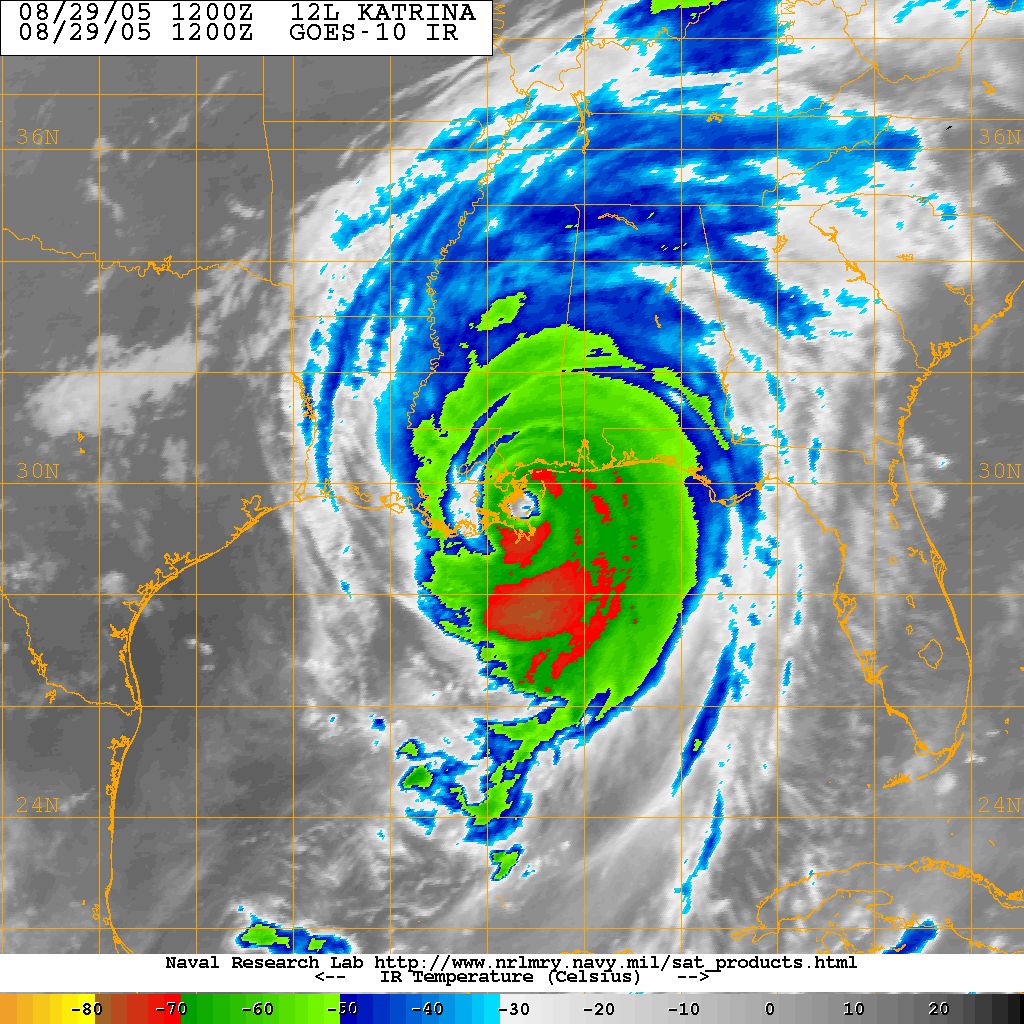 08/29/05 1200Z 12L KATRINA
08/29/05 1200Z GOES-10 IR
36N 36N
30N 30N
24N 24N
Naval Research Lab http://www.nrlmry.navy.mil/sat_products.html
<-- IR Temperature (Celsius) -->
-80 -70 -60 -50 -40 -30 -20 -10 0 10 20